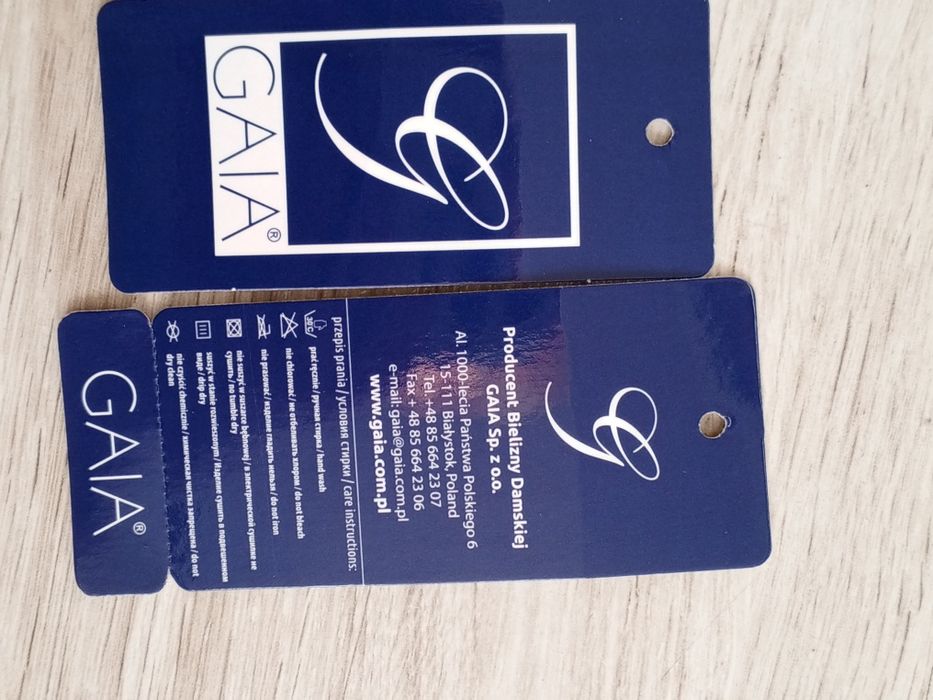 GAIA®
Producent Bielizny Damskiej
GAIA Sp. z o.o.
Al. 1000-lecia Państwa Polskiego 6
15-111 Białystok, Poland
Tel. +48 85 664 23 07
Fax + 48 85 664 23 06
e-mail: gaia@gaia.com.pl
www.gaia.com.pl
przepis prania / условия стирки / care instructions:
30°C
prać ręcznie / ручная стирка / hand wash
nie chlorować / не отбеливать хлором / do not bleach
nie prasować / изделие гладить нельзя / do not iron
nie suszyć w suszarce bębnowej / в электрической сушилке не
сушить / no tumble dry
suszyć w stanie rozwieszonym / Изделие сушить в подвешенном
виде / drip dry
nie czyścić chemicznie / химическая чистка запрещена / do not
dry clean
GAIA®